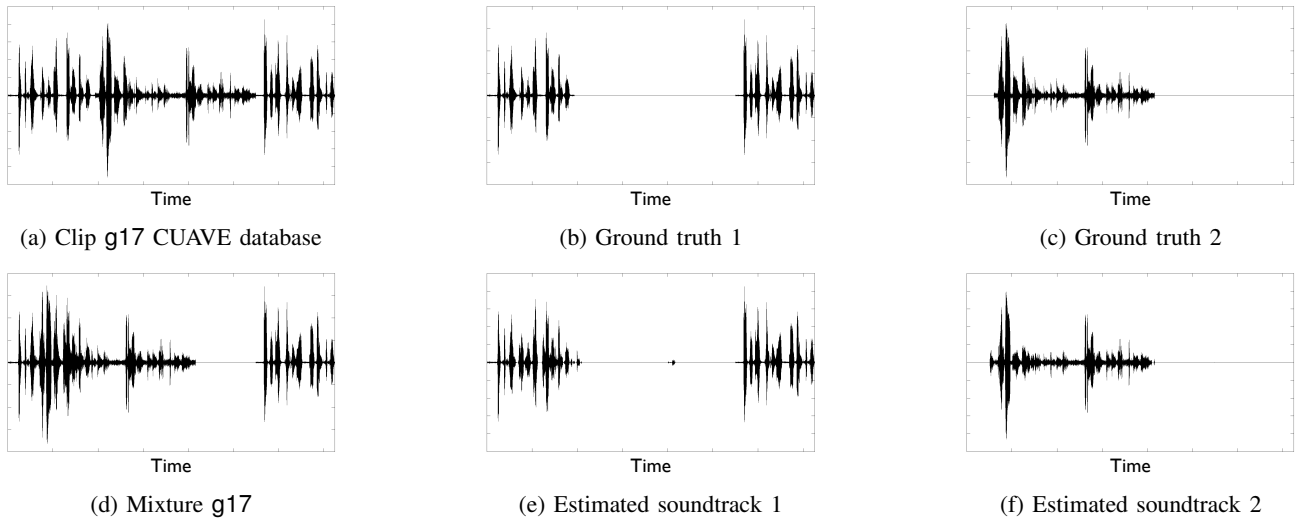 Time
Time
Time
(a) Clip g17 CUAVE database
(b) Ground truth 1
(c) Ground truth 2
Time
Time
Time
(d) Mixture g17
(e) Estimated soundtrack 1
(f) Estimated soundtrack 2